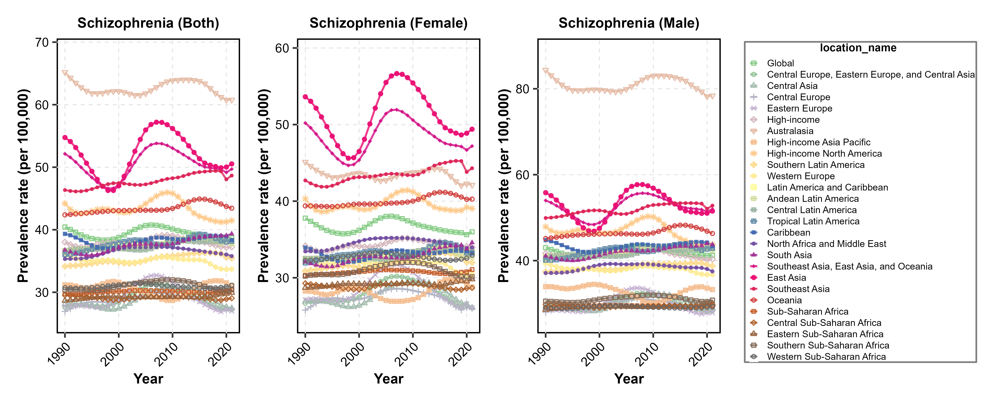 Schizophrenia (Both)
Prevalence rate (per 100,000)
70
60
50
40
30
1990
2000
2010
2020
Year
Schizophrenia (Female)
Prevalence rate (per 100,000)
60
50
40
30
1990
2000
2010
2020
Year
Schizophrenia (Male)
Prevalence rate (per 100,000)
80
60
40
1990
2000
2010
2020
Year
location_name
Global
Central Europe, Eastern Europe, and Central Asia
Central Asia
Central Europe
Eastern Europe
High-income
Australasia
High-income Asia Pacific
High-income North America
Southern Latin America
Western Europe
Latin America and Caribbean
Andean Latin America
Central Latin America
Tropical Latin America
Caribbean
North Africa and Middle East
South Asia
Southeast Asia, East Asia, and Oceania
East Asia
Southeast Asia
Oceania
Sub-Saharan Africa
Central Sub-Saharan Africa
Eastern Sub-Saharan Africa
Southern Sub-Saharan Africa
Western Sub-Saharan Africa